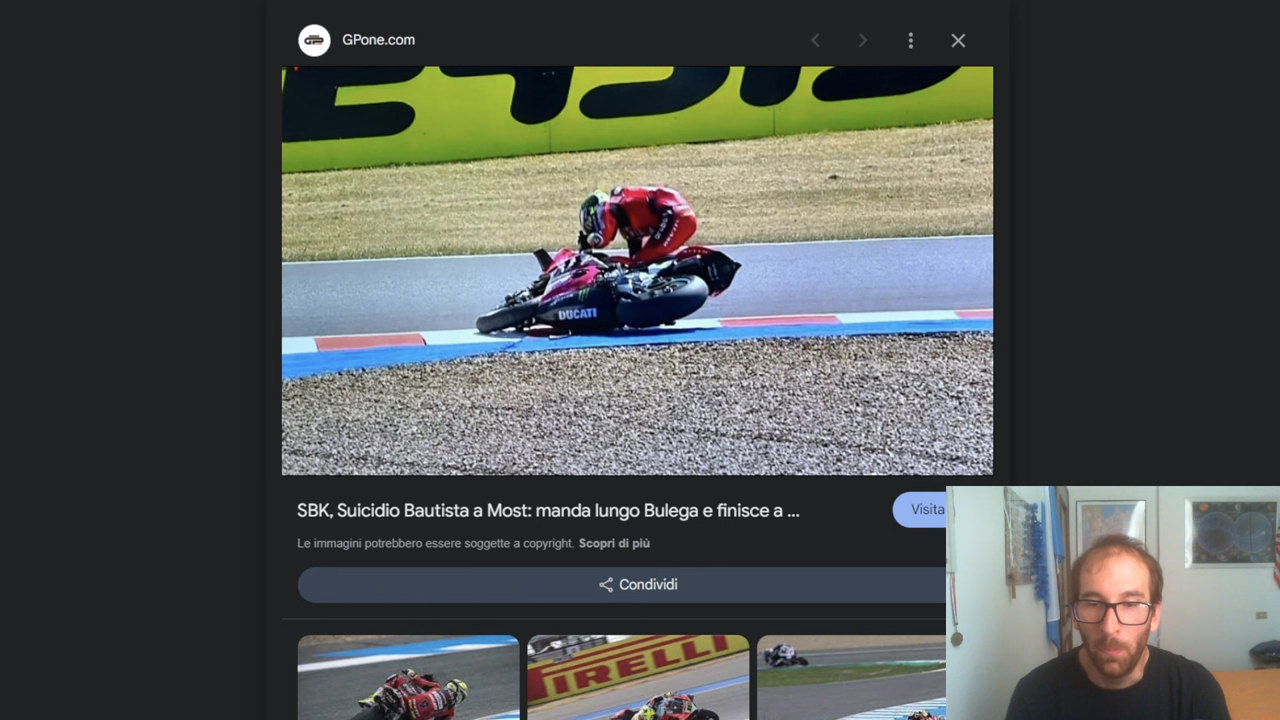 GPone.com
DUCATI
SBK, Suicidio Bautista a Most: manda lungo Bulega e finisce a ...
Visita
Le immagini potrebbero essere soggette a copyright. Scopri di più
Condividi
PIRELLI